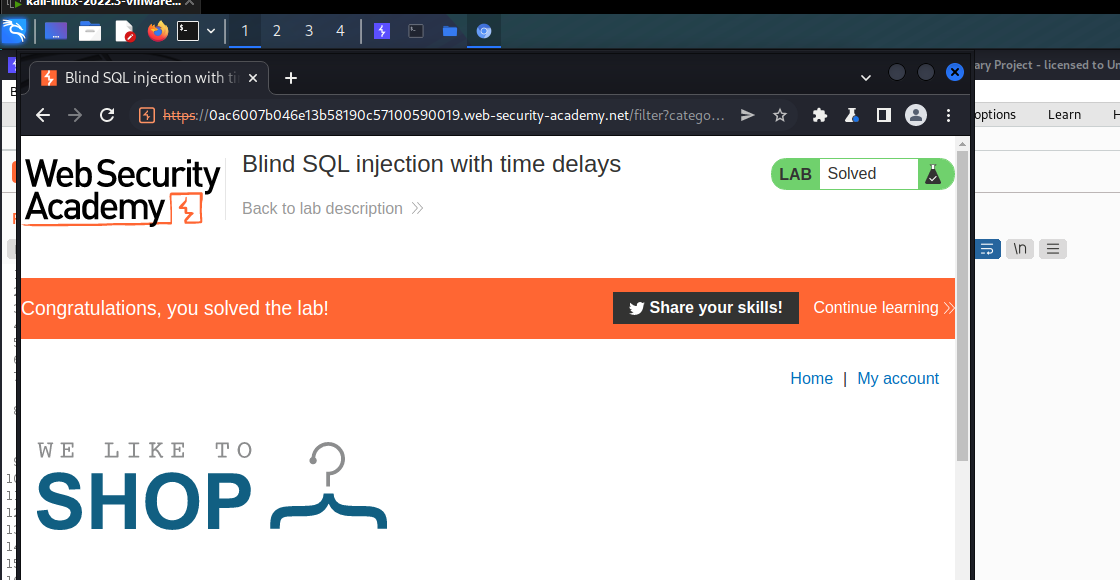 kali-linux-2022.3-vmware...
1 2 3 4
ary Project - licensed to Un
Blind SQL injection with ti
https://0ac6007b046e13b58190c57100590019.web-security-academy.net/filter?catego...
options Learn H
Web Security
Academy
Blind SQL injection with time delays
Back to lab description
LAB Solved
\n
Congratulations, you solved the lab!
Share your skills!
Continue learning
Home | My account
WE LIKE TO
SHOP